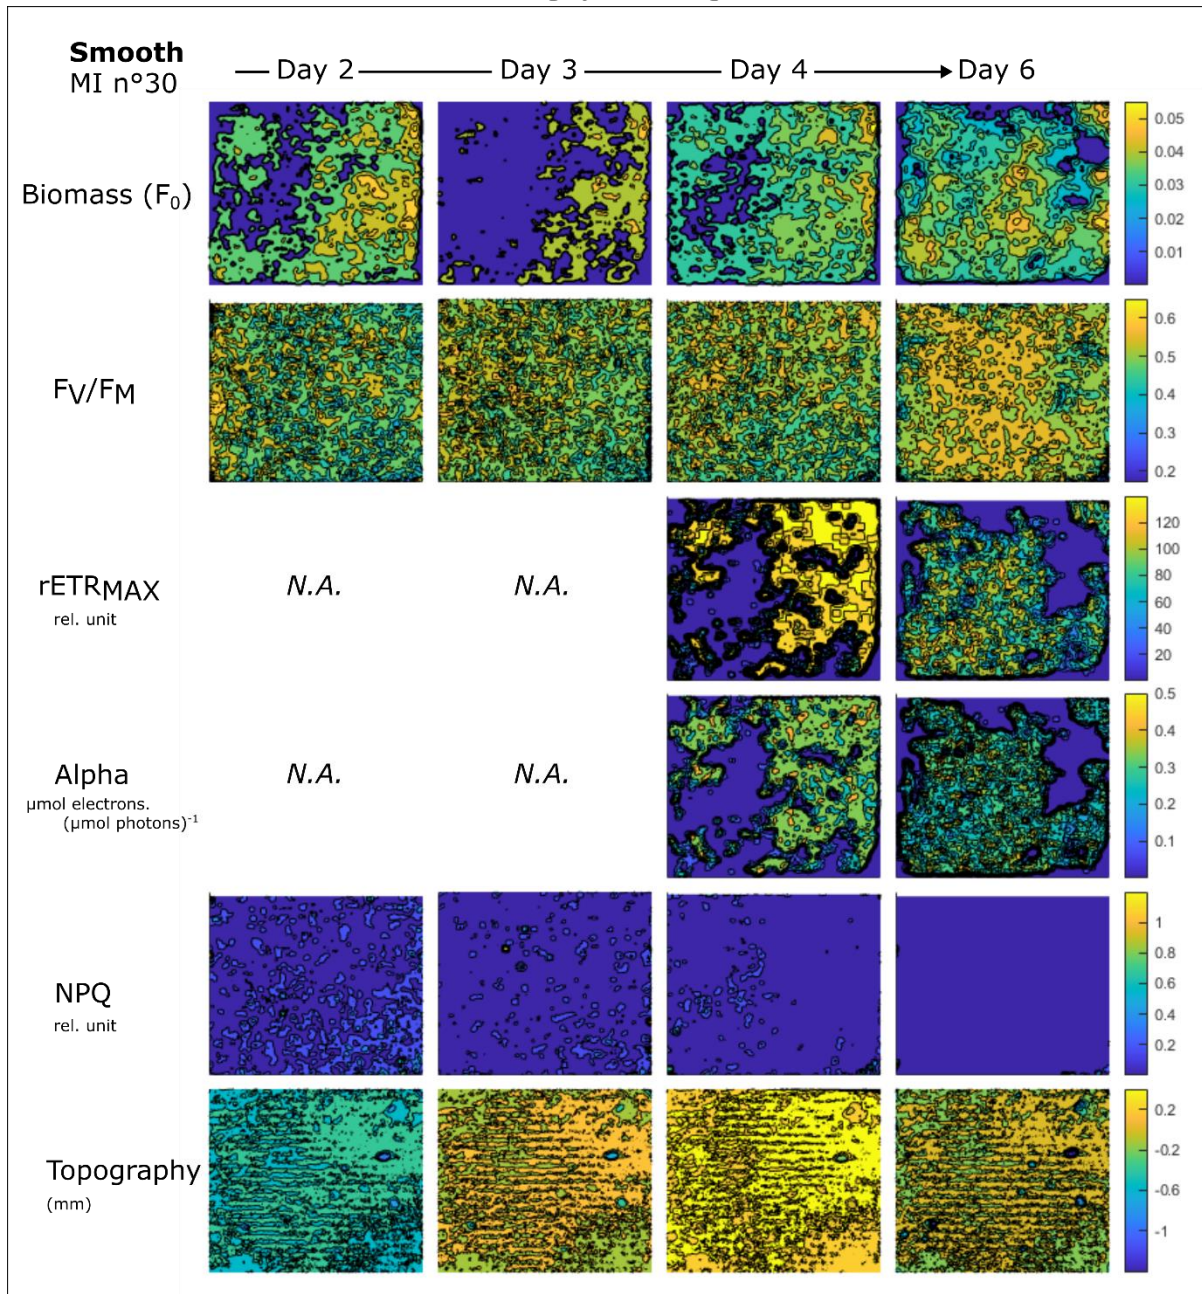 Smooth
MI n°30
Day 2
Day 3
Day 4
Day 6
Biomass (F0)
0.05
0.04
0.03
0.02
0.01
FV/FM
0.6
0.5
0.4
0.3
0.2
rETRMAX
rel. unit
N.A.
N.A.
120
100
80
60
40
20
Alpha
µmol electrons.
(µmol photons)-1
N.A.
N.A.
0.5
0.4
0.3
0.2
0.1
NPQ
rel. unit
1
0.8
0.6
0.4
0.2
Topography
(mm)
0.2
-0.2
-0.6
-1